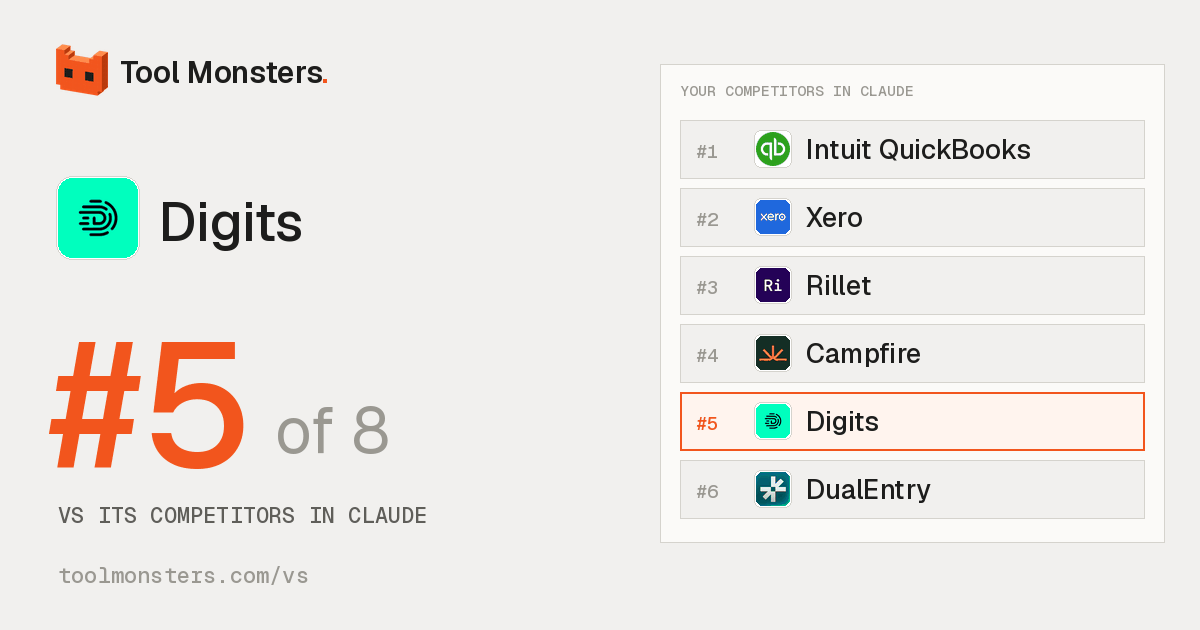 Tool Monsters.
Digits
#5 of 8
VS ITS COMPETITORS IN CLAUDE
toolmonsters.com/vs
YOUR COMPETITORS IN CLAUDE
#1 qb Intuit QuickBooks
#2 xero Xero
#3 Ri Rillet
#4 Campfire
#5 Digits
#6 DualEntry